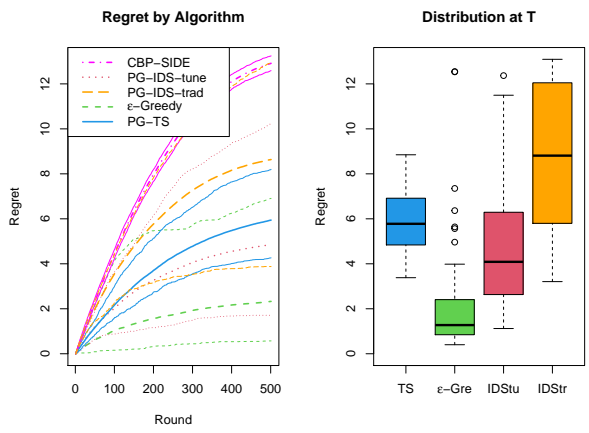 Regret by Algorithm
CBP-SIDE
PG-IDS-tune
PG-IDS-trad
ε-Greedy
PG-TS
Regret
0
2
4
6
8
10
12
0 100 200 300 400 500
Round
Distribution at T
Regret
0
2
4
6
8
10
12
TS ε-Gre IDStu IDStr